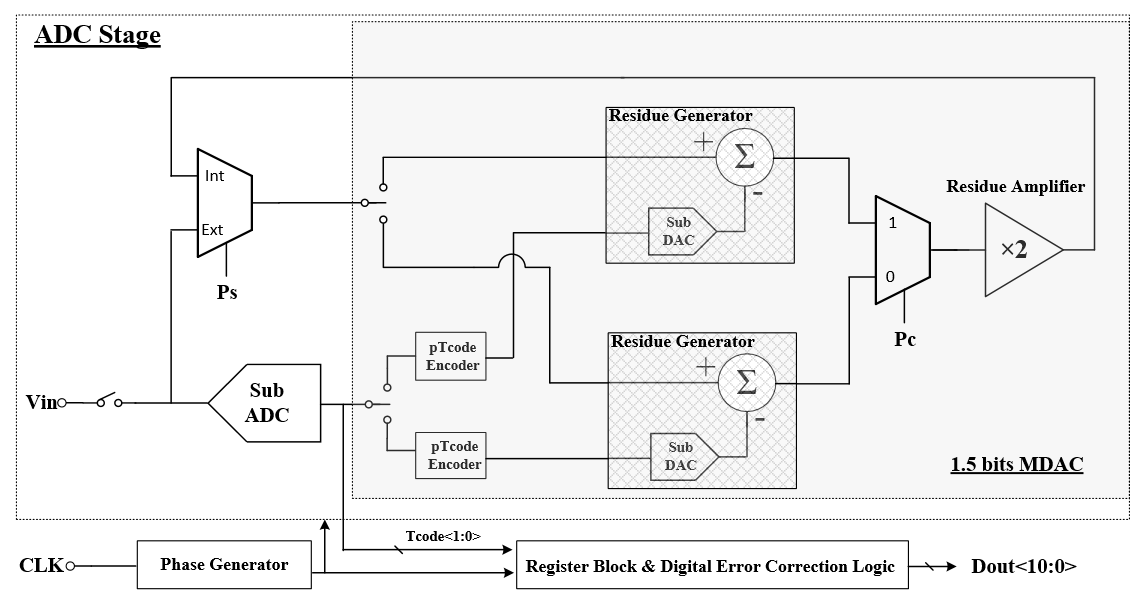 ADC Stage
Residue Generator
+
Σ
-
Sub
DAC
Int
Ext
Ps
1
0
Pc
Residue Amplifier
×2
pTcode
Encoder
Residue Generator
+
Σ
-
Sub
DAC
Vin
Sub
ADC
pTcode
Encoder
1.5 bits MDAC
Tcode<1:0>
CLK
Phase Generator
Register Block & Digital Error Correction Logic
Dout<10:0>